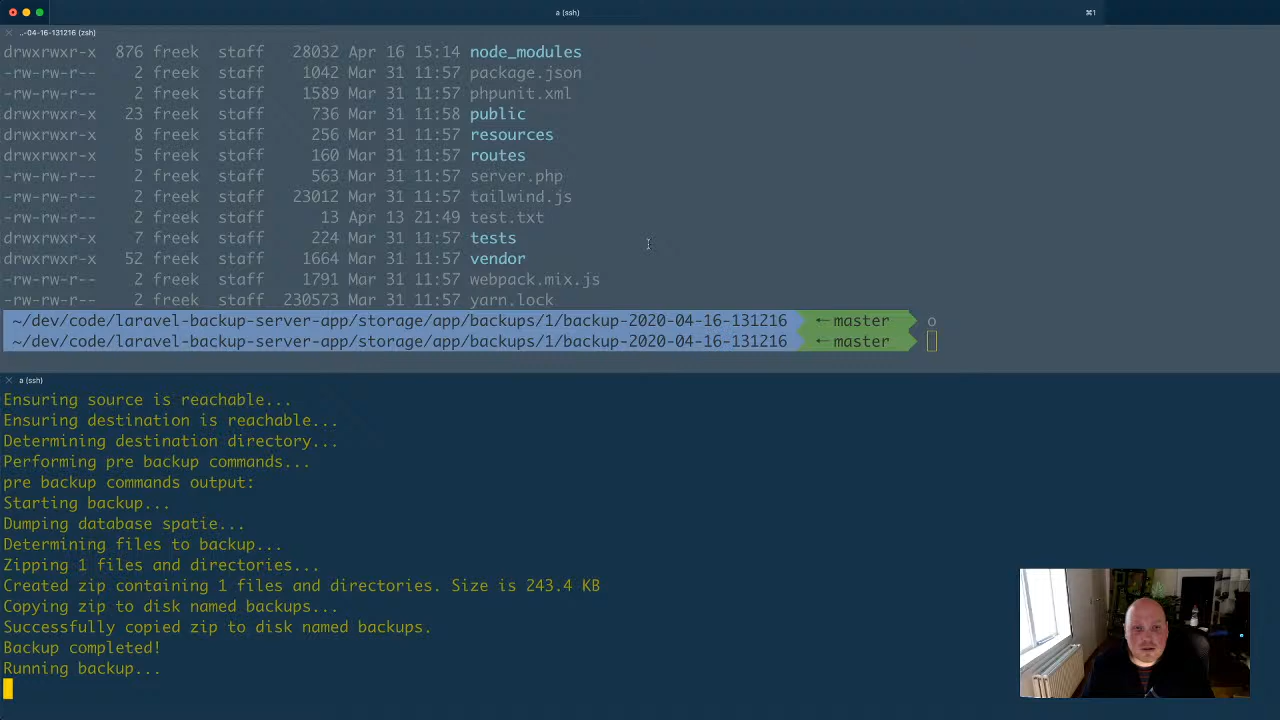 a (ssh)
⌘1
..-04-16-131216 (zsh)
drwxrwxr-x 876 freek staff 28032 Apr 16 15:14 node_modules
-rw-rw-r-- 2 freek staff 1042 Mar 31 11:57 package.json
-rw-rw-r-- 2 freek staff 1589 Mar 31 11:57 phpunit.xml
drwxrwxr-x 23 freek staff 736 Mar 31 11:58 public
drwxrwxr-x 8 freek staff 256 Mar 31 11:57 resources
drwxrwxr-x 5 freek staff 160 Mar 31 11:57 routes
-rw-rw-r-- 2 freek staff 563 Mar 31 11:57 server.php
-rw-rw-r-- 2 freek staff 23012 Mar 31 11:57 tailwind.js
-rw-rw-r-- 2 freek staff 13 Apr 13 21:49 test.txt
drwxrwxr-x 7 freek staff 224 Mar 31 11:57 tests
drwxrwxr-x 52 freek staff 1664 Mar 31 11:57 vendor
-rw-rw-r-- 2 freek staff 1791 Mar 31 11:57 webpack.mix.js
-rw-rw-r-- 2 freek staff 230573 Mar 31 11:57 yarn.lock
~/dev/code/laravel-backup-server-app/storage/app/backups/1/backup-2020-04-16-131216 ←master o
~/dev/code/laravel-backup-server-app/storage/app/backups/1/backup-2020-04-16-131216 ←master
a (ssh)
Ensuring source is reachable...
Ensuring destination is reachable...
Determining destination directory...
Performing pre backup commands...
pre backup commands output:
Starting backup...
Dumping database spatie...
Determining files to backup...
Zipping 1 files and directories...
Created zip containing 1 files and directories. Size is 243.4 KB
Copying zip to disk named backups...
Successfully copied zip to disk named backups.
Backup completed!
Running backup...